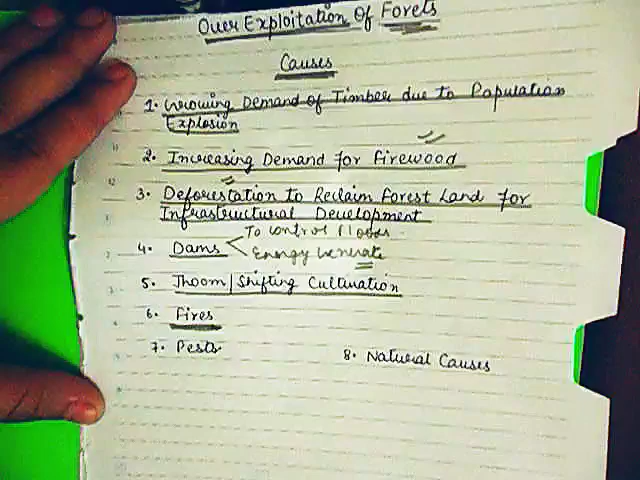 Over Exploitation Of Forets
Causes
1. Growing Demand of Timber due to Population
Explosion
2. Increasing Demand for firewood
3. Deforestation to Reclaim Forest Land for
Infrastructural Development
To control floods
4. Dams
Energy Generate
5. Jhoom/Shifting Cultivation
6. Fires
7. Pests
8. Natural Causes